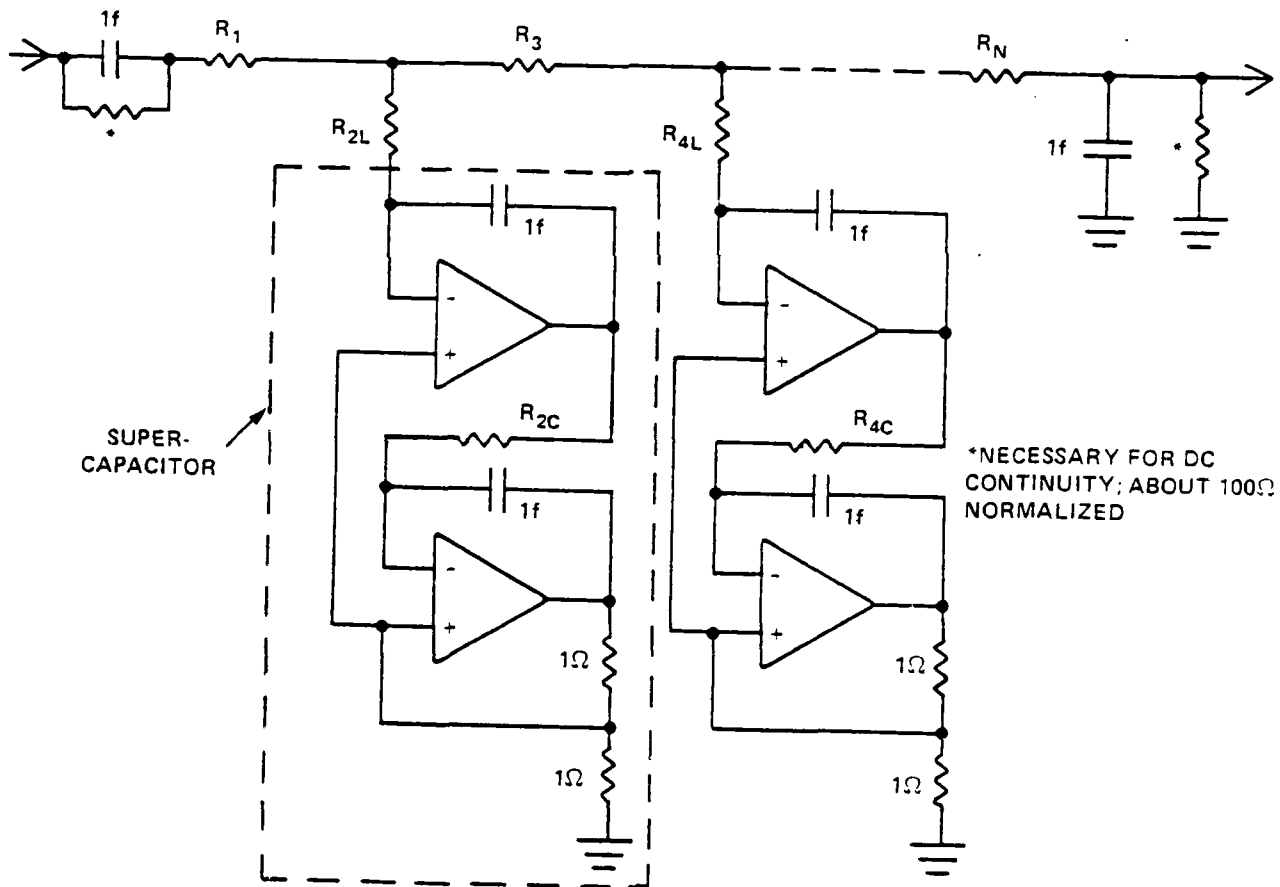 1f
R1
R3
RN
*
R2L
R4L
1f
*
1f
1f
-
-
+
+
R2C
R4C
SUPER-
CAPACITOR
*NECESSARY FOR DC
CONTINUITY; ABOUT 100Ω
NORMALIZED
1f
1f
-
-
+
+
1Ω
1Ω
1Ω
1Ω